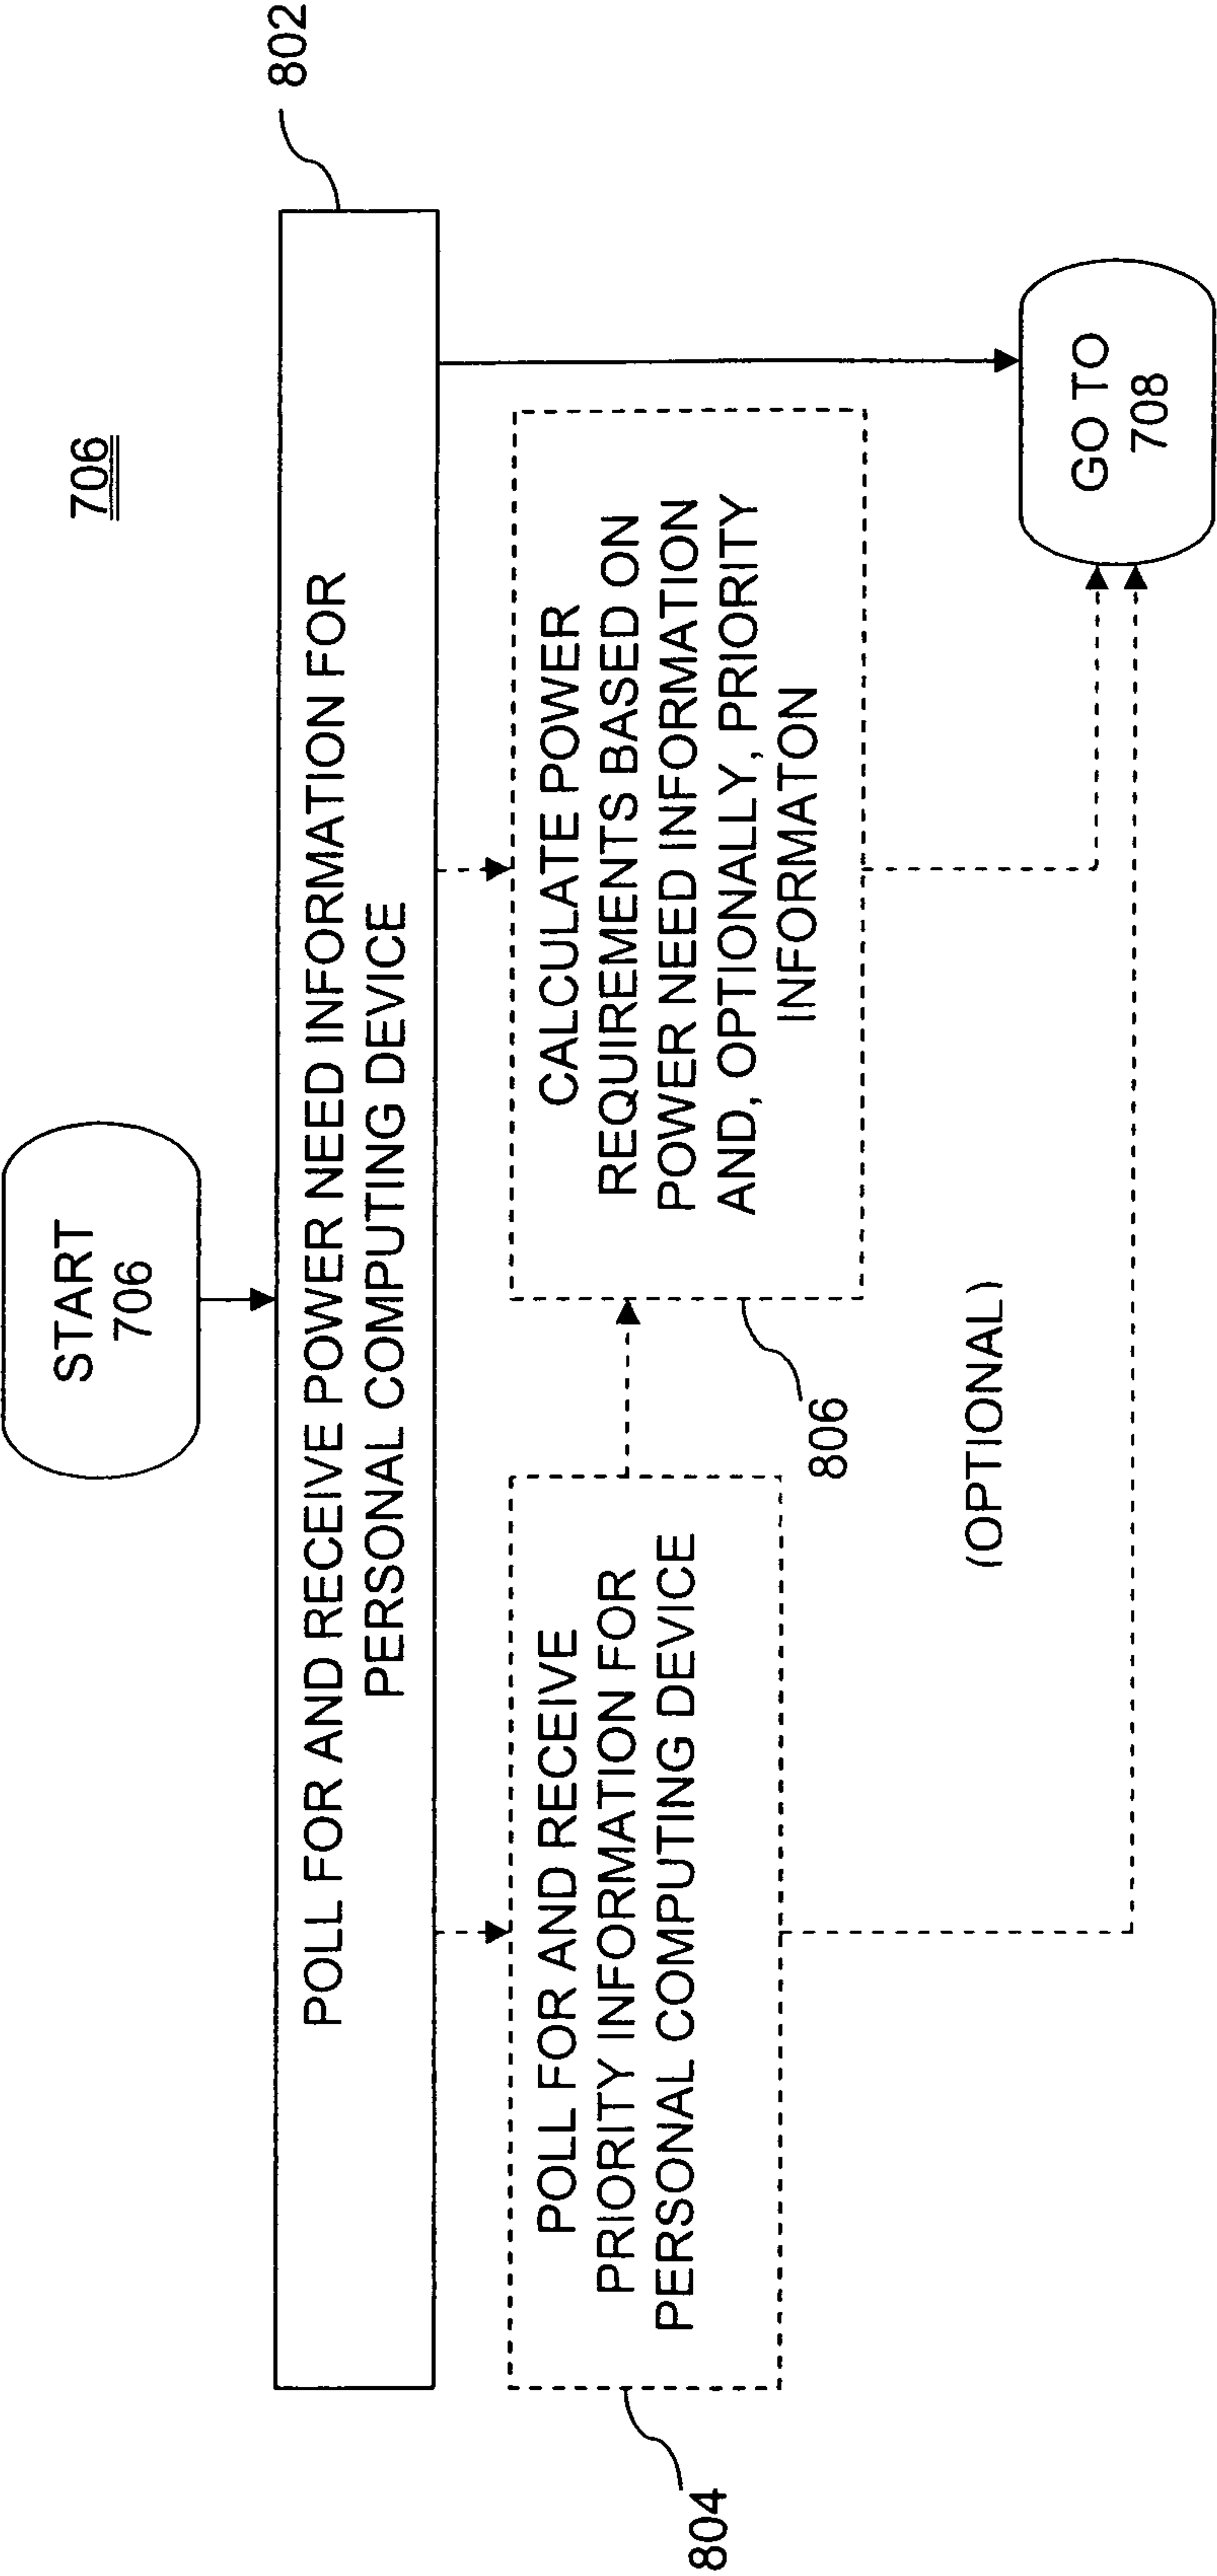 706
START
706
802
POLL FOR AND RECEIVE POWER NEED INFORMATION FOR
PERSONAL COMPUTING DEVICE
804
POLL FOR AND RECEIVE
PRIORITY INFORMATION FOR
PERSONAL COMPUTING DEVICE
806
CALCULATE POWER
REQUIREMENTS BASED ON
POWER NEED INFORMATION
AND, OPTIONALLY, PRIORITY
INFORMATON
(OPTIONAL)
GO TO
708